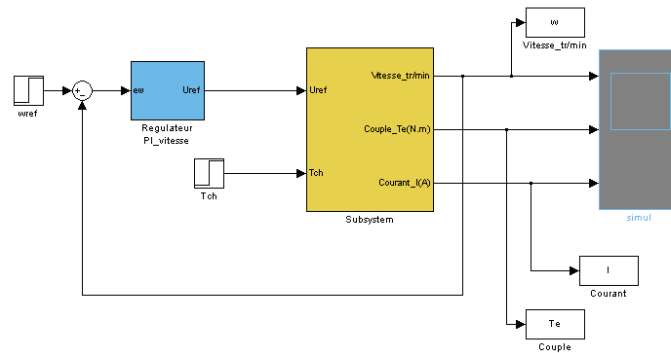 w
Vitesse_tr/min
Vitesse_tr/min
ew
Uref
Uref
+
-
wref
Regulateur
PI_vitesse
Couple_Te(N.m)
Tch
Tch
Courant_I(A)
Subsystem
simul
I
Courant
Te
Couple